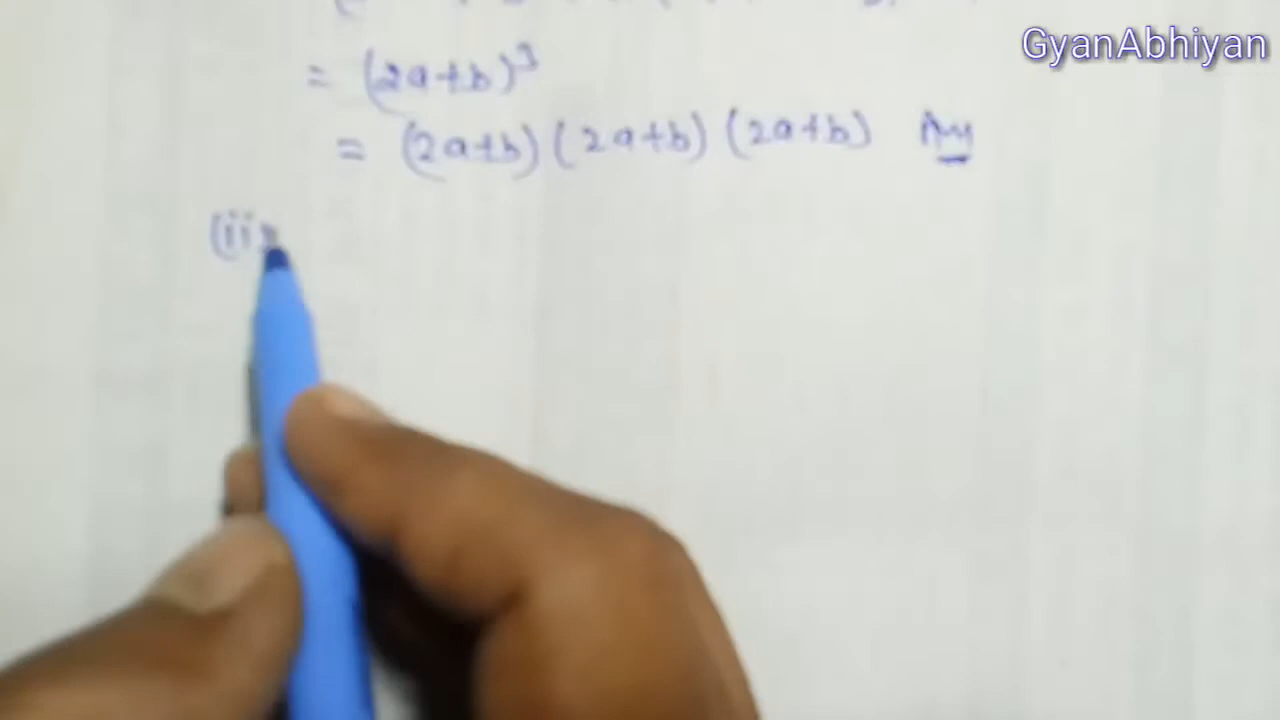 GyanAbhiyan
= (2a+b)³
= (2a+b) (2a+b) (2a+b) Ans
(ii)